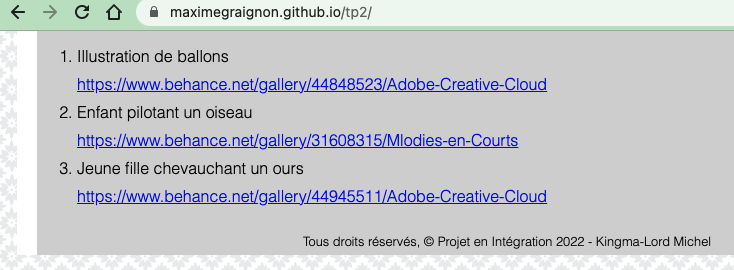 maximegraignon.github.io/tp2/
1. Illustration de ballons
https://www.behance.net/gallery/44848523/Adobe-Creative-Cloud
2. Enfant pilotant un oiseau
https://www.behance.net/gallery/31608315/Mlodies-en-Courts
3. Jeune fille chevauchant un ours
https://www.behance.net/gallery/44945511/Adobe-Creative-Cloud
Tous droits réservés, © Projet en Intégration 2022 - Kingma-Lord Michel